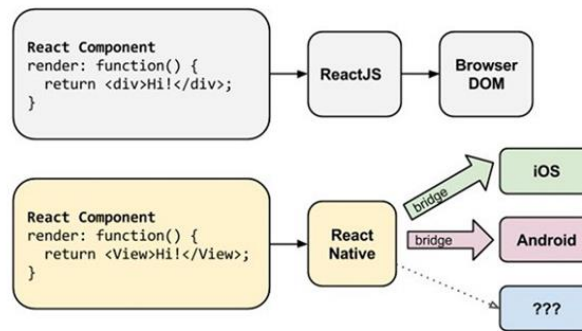 React Component
render: function() {
return <div>Hi!</div>;
}
ReactJS
Browser
DOM
React Component
render: function() {
return <View>Hi!</View>;
}
React
Native
bridge
iOS
bridge
Android
???